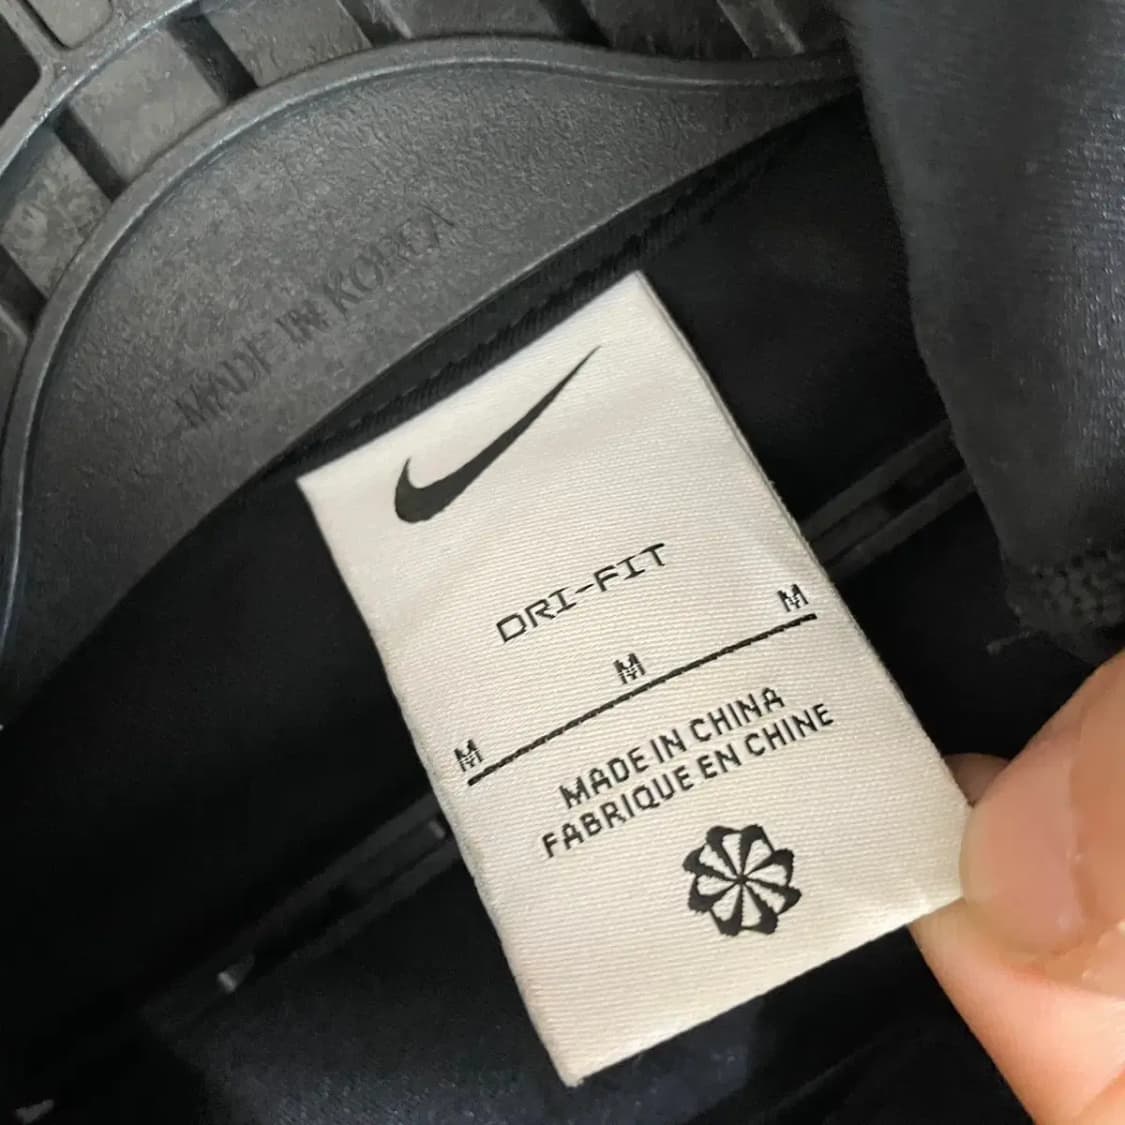 MADE IN KOREA
DRI-FIT
M
M
M
MADE IN CHINA
FABRIQUE EN CHINE